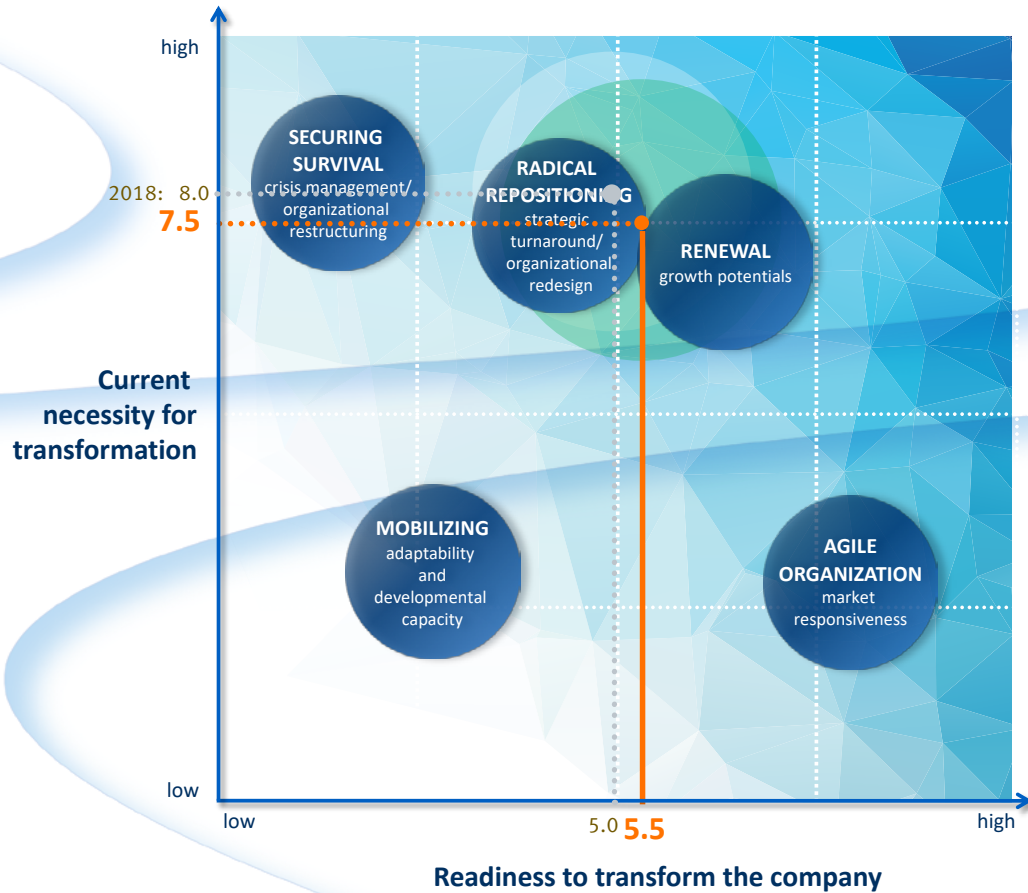 high
SECURING
SURVIVAL
crisis management/
organizational
restructuring
RADICAL
REPOSITIONING
strategic
turnaround/
organizational
redesign
RENEWAL
growth potentials
2018: 8.0
7.5
Current
necessity for
transformation
MOBILIZING
adaptability
and
developmental
capacity
AGILE
ORGANIZATION
market
responsiveness
low
low
5.0 5.5
high
Readiness to transform the company